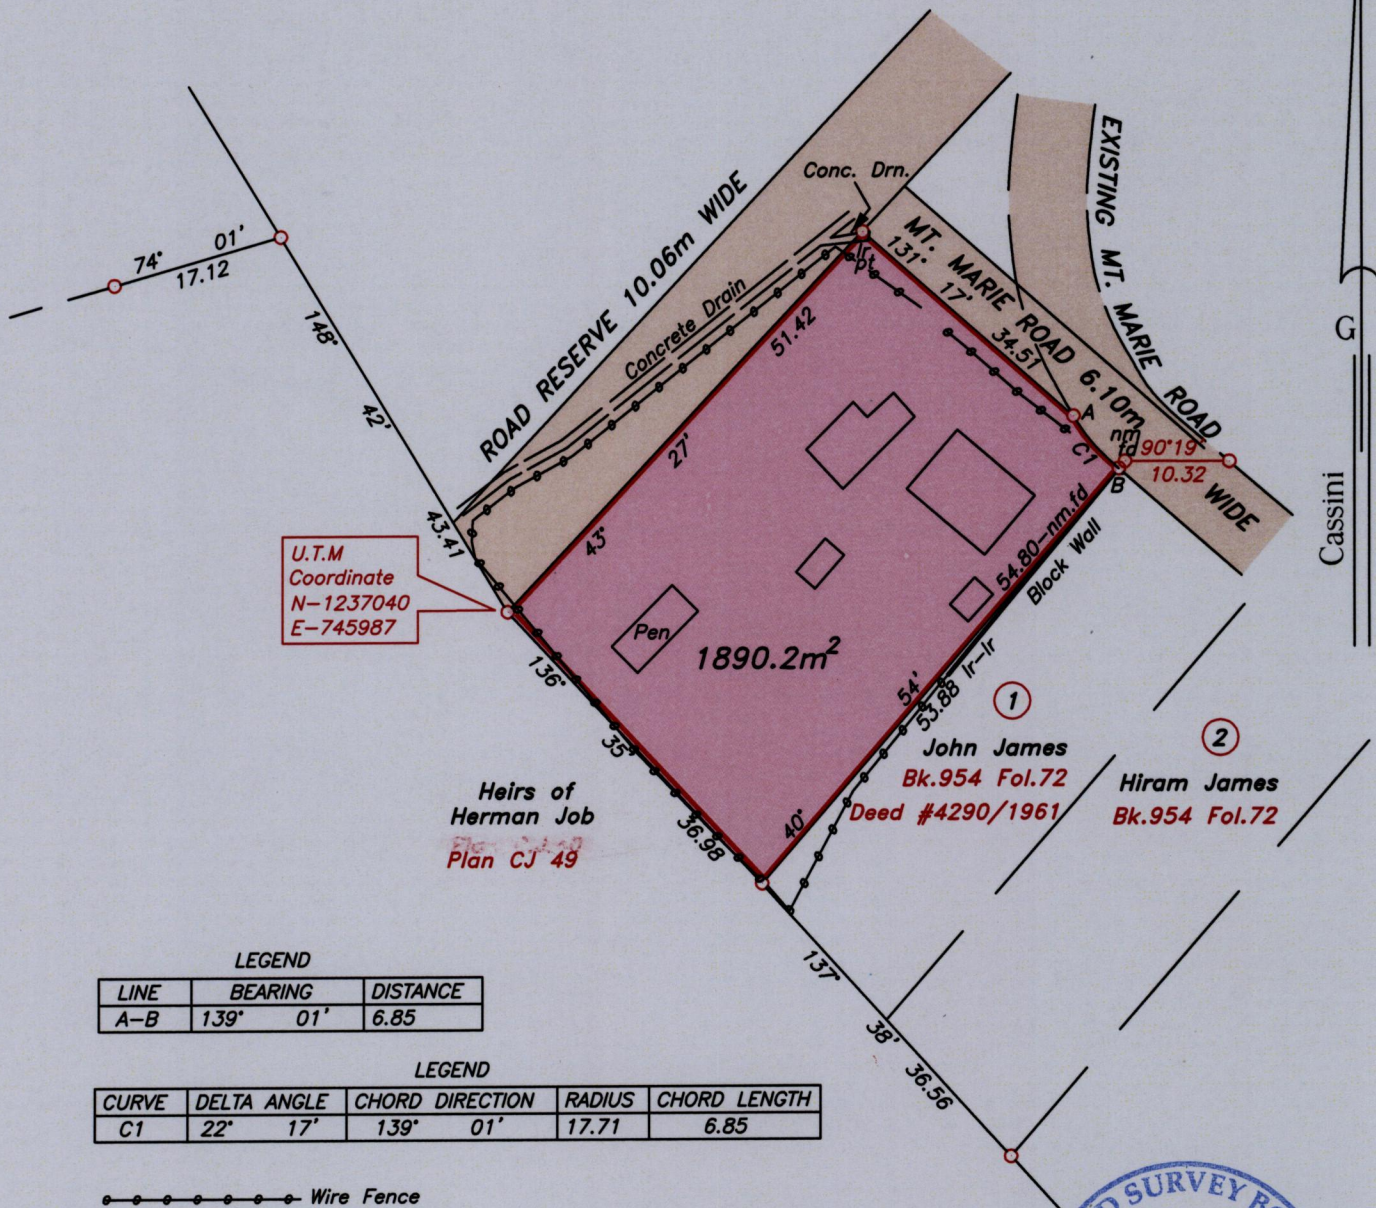 Conc. Drn.
EXISTING MT. MARIE ROAD
ROAD RESERVE 10.06m WIDE
MT. MARIE ROAD 6.10m WIDE
Concrete Drain
74° 01'
17.12
148° 42'
43.41
Ir
pt
131° 17'
34.51
51.42
27'
43°
A
nm
fd
C1
B
90°19'
10.32
G
Cassini
U.T.M
Coordinate
N-1237040
E-745987
54.80-nm.fd
Block Wall
Pen
1890.2m²
136°
35'
36.98
54'
53.88 Ir-Ir
40°
1
John James
Bk.954 Fol.72
Deed #4290/1961
2
Hiram James
Bk.954 Fol.72
Heirs of
Herman Job
Plan CJ 49
137°
38'
36.56
LEGEND
LINE BEARING DISTANCE
A-B 139° 01' 6.85
LEGEND
CURVE DELTA ANGLE CHORD DIRECTION RADIUS CHORD LENGTH
C1 22° 17' 139° 01' 17.71 6.85
Wire Fence
SURVEY